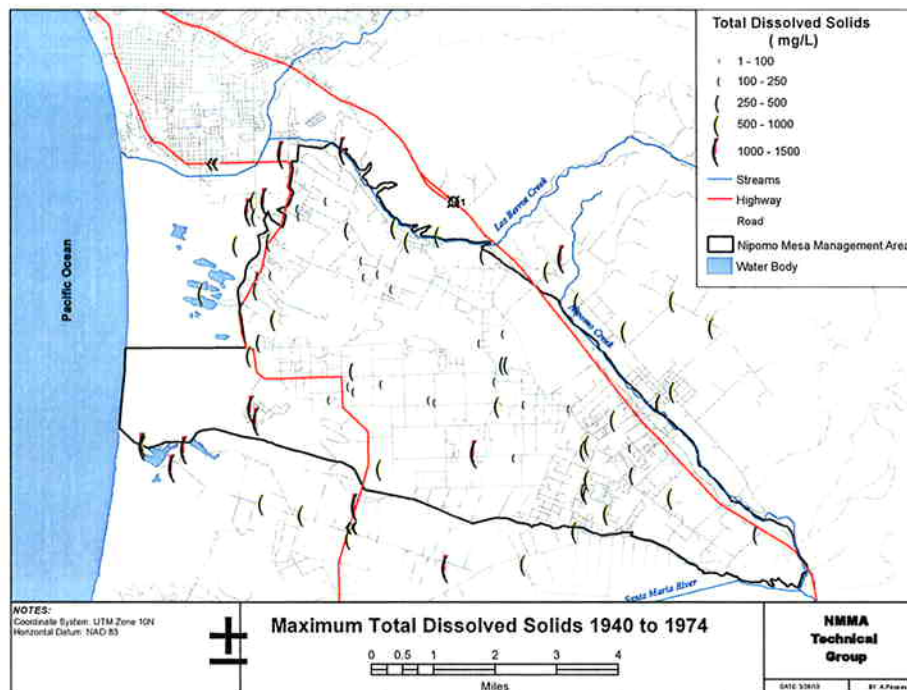 Total Dissolved Solids
( mg/L)
1 - 100
100 - 250
250 - 500
500 - 1000
1000 - 1500
Streams
Highway
Road
Nipomo Mesa Management Area
Water Body
Pacific Ocean
Los Berros Creek
Nipomo Creek
Santa Maria River
NOTES:
Coordinate System: UTM Zone 10N
Horizontal Datum: NAD 83
Maximum Total Dissolved Solids 1940 to 1974
0 0.5 1 2 3 4
Miles
NMMA
Technical
Group